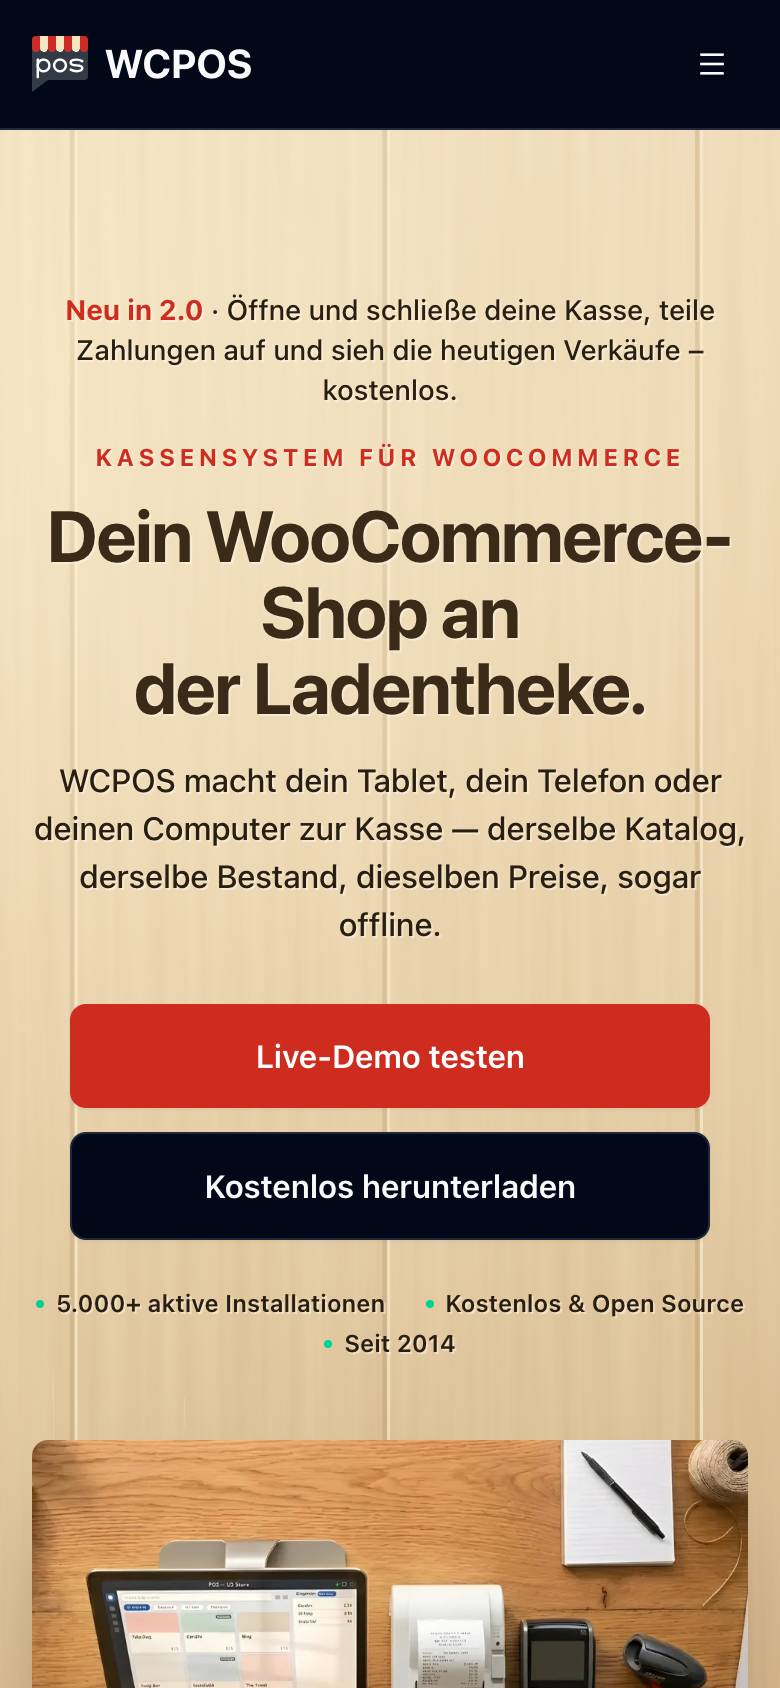 pos WCPOS
Neu in 2.0 · Öffne und schließe deine Kasse, teile
Zahlungen auf und sieh die heutigen Verkäufe –
kostenlos.
KASSENSYSTEM FÜR WOOCOMMERCE
Dein WooCommerce-
Shop an
der Ladentheke.
WCPOS macht dein Tablet, dein Telefon oder
deinen Computer zur Kasse — derselbe Katalog,
derselbe Bestand, dieselben Preise, sogar
offline.
Live-Demo testen
Kostenlos herunterladen
5.000+ aktive Installationen
Kostenlos & Open Source
Seit 2014